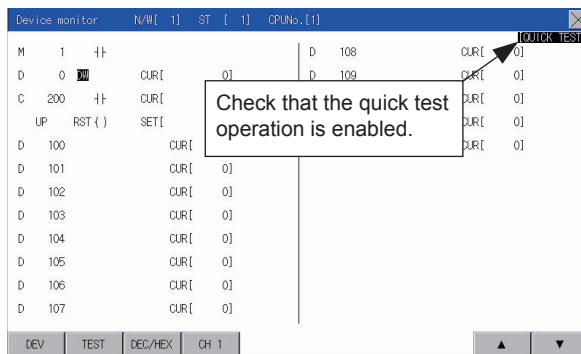 Device monitor N/W[ 1] ST [ 1] CPUNo.[1]
[QUICK TEST
M 1 ┤├
D 0 DW CUR[ 0]
C 200 ┤├ CUR[
UP RST ( ) SET[
D 100 CUR[
D 101 CUR[ 0]
D 102 CUR[ 0]
D 103 CUR[ 0]
D 104 CUR[ 0]
D 105 CUR[ 0]
D 106 CUR[ 0]
D 107 CUR[ 0]
D 108 CUR[ 0]
D 109 CUR[ 0]
CUR[ 0]
CUR[ 0]
Check that the quick test
operation is enabled.
DEV TEST DEC/HEX CH 1 ▲ ▼